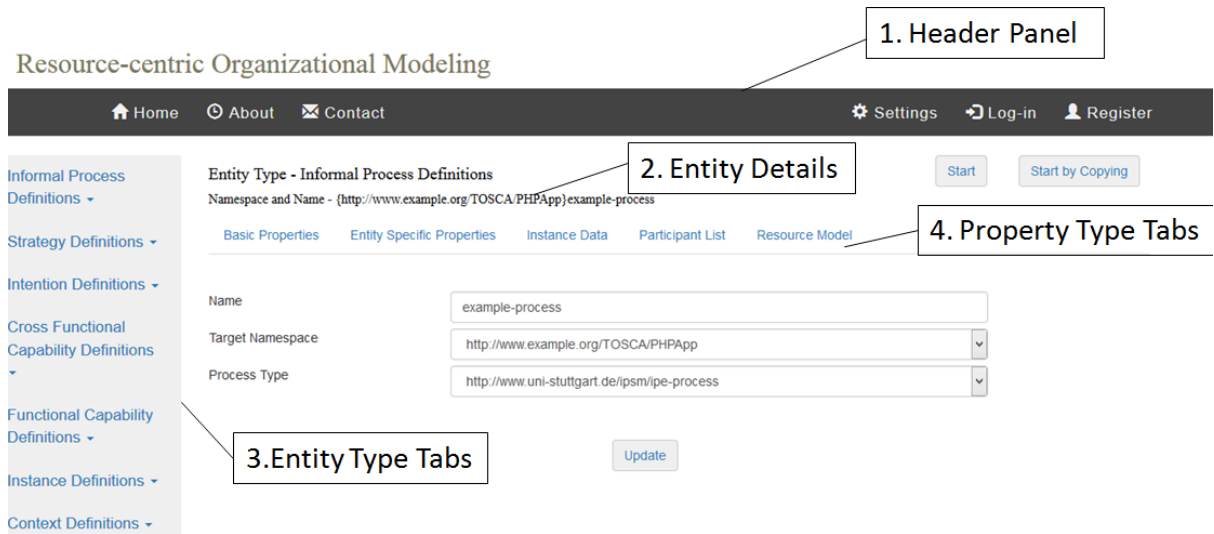 1. Header Panel
Resource-centric Organizational Modeling
Home About Contact Settings Log-in Register
Informal Process
Definitions
Strategy Definitions
Intention Definitions
Cross Functional
Capability Definitions
Functional Capability
Definitions
Instance Definitions
Context Definitions
Entity Type - Informal Process Definitions
Namespace and Name - {http://www.example.org/TOSCA/PHPApp}example-process
2. Entity Details
Start Start by Copying
Basic Properties Entity Specific Properties Instance Data Participant List Resource Model
4. Property Type Tabs
Name example-process
Target Namespace http://www.example.org/TOSCA/PHPApp
Process Type http://www.uni-stuttgart.de/ipsm/ipe-process
3.Entity Type Tabs
Update